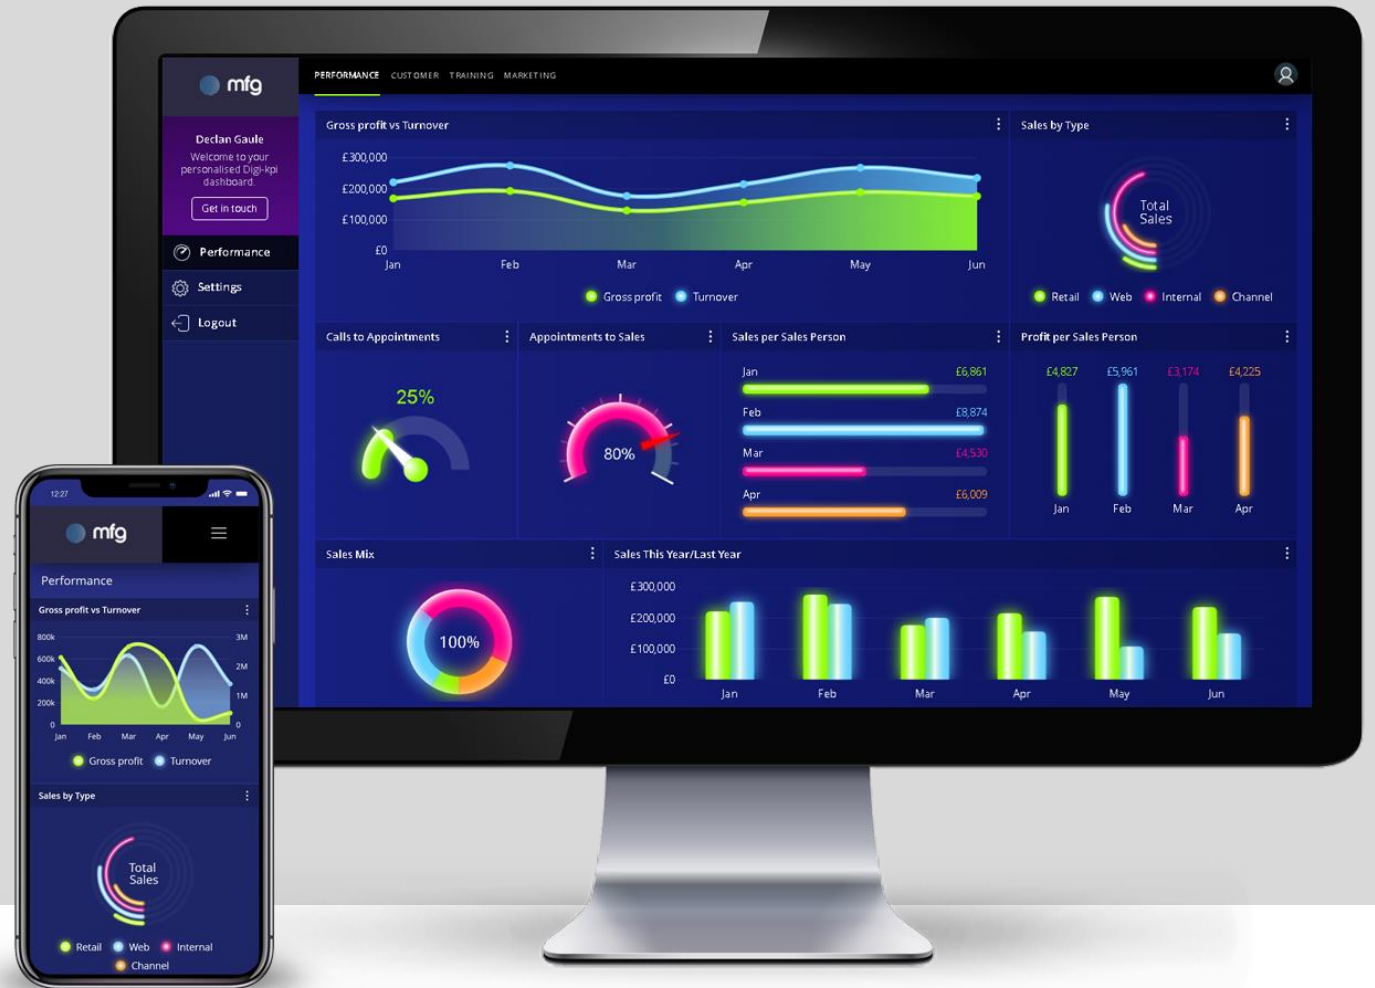 mfg
Declan Gaule
Welcome to your
personalised Digi-kpi
dashboard.
Get in touch
Performance
Settings
Logout
PERFORMANCE CUSTOMER TRAINING MARKETING
Gross profit vs Turnover
£300,000
£200,000
£100,000
£0
Jan Feb Mar Apr May Jun
Gross profit Turnover
Sales by Type
Total
Sales
Retail Web Internal Channel
Calls to Appointments
25%
Appointments to Sales
80%
Sales per Sales Person
Jan £6,861
Feb £8,874
Mar £4,530
Apr £6,009
Profit per Sales Person
£4,827 £5,961 £3,174 £4,225
Jan Feb Mar Apr
Sales Mix
100%
Sales This Year/Last Year
£300,000
£200,000
£100,000
£0
Jan Feb Mar Apr May Jun
12:27
mfg
Performance
Gross profit vs Turnover
800k 3M
600k 2M
400k
200k 1M
0 0
Jan Feb Mar Apr May Jun
Gross profit Turnover
Sales by Type
Total
Sales
Retail Web Internal
Channel